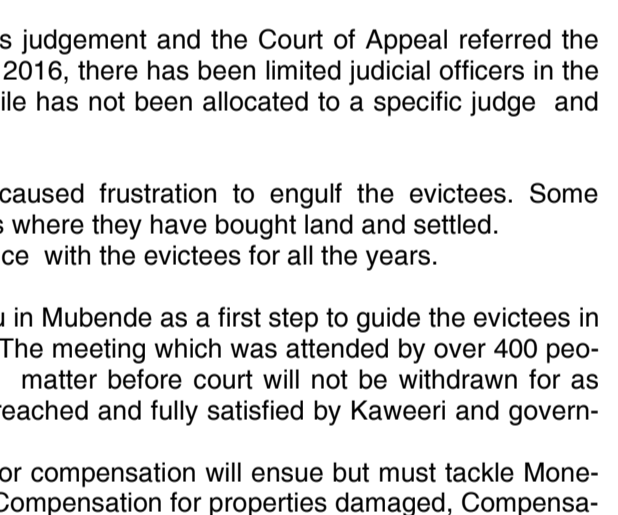 s judgement and the Court of Appeal referred the
2016, there has been limited judicial officers in the
ile has not been allocated to a specific judge and
caused frustration to engulf the evictees. Some
s where they have bought land and settled.
ce with the evictees for all the years.
u in Mubende as a first step to guide the evictees in
The meeting which was attended by over 400 peo-
matter before court will not be withdrawn for as
reached and fully satisfied by Kaweeri and govern-
or compensation will ensue but must tackle Mone-
Compensation for properties damaged, Compensa-